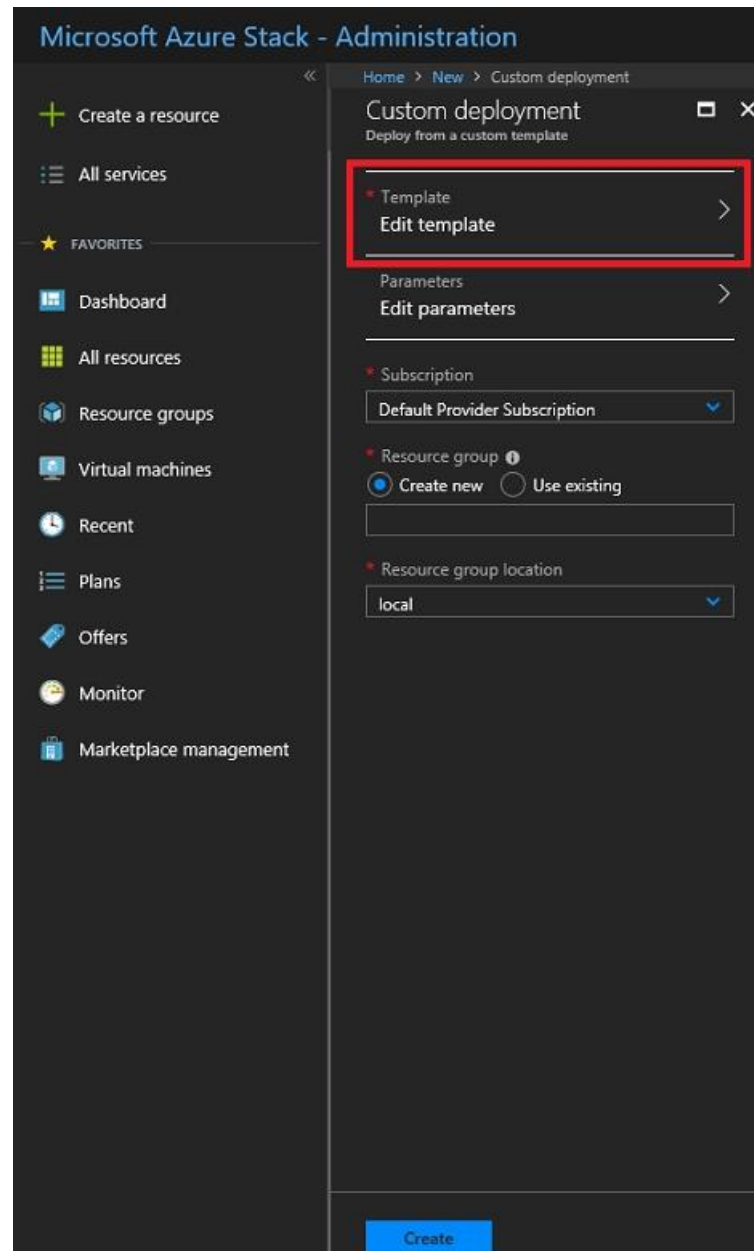 Microsoft Azure Stack - Administration
«
Create a resource
All services
FAVORITES
Dashboard
All resources
Resource groups
Virtual machines
Recent
Plans
Offers
Monitor
Marketplace management
Home > New > Custom deployment
Custom deployment
Deploy from a custom template
* Template
Edit template
Parameters
Edit parameters
* Subscription
Default Provider Subscription
* Resource group
Create new Use existing
* Resource group location
local
Create